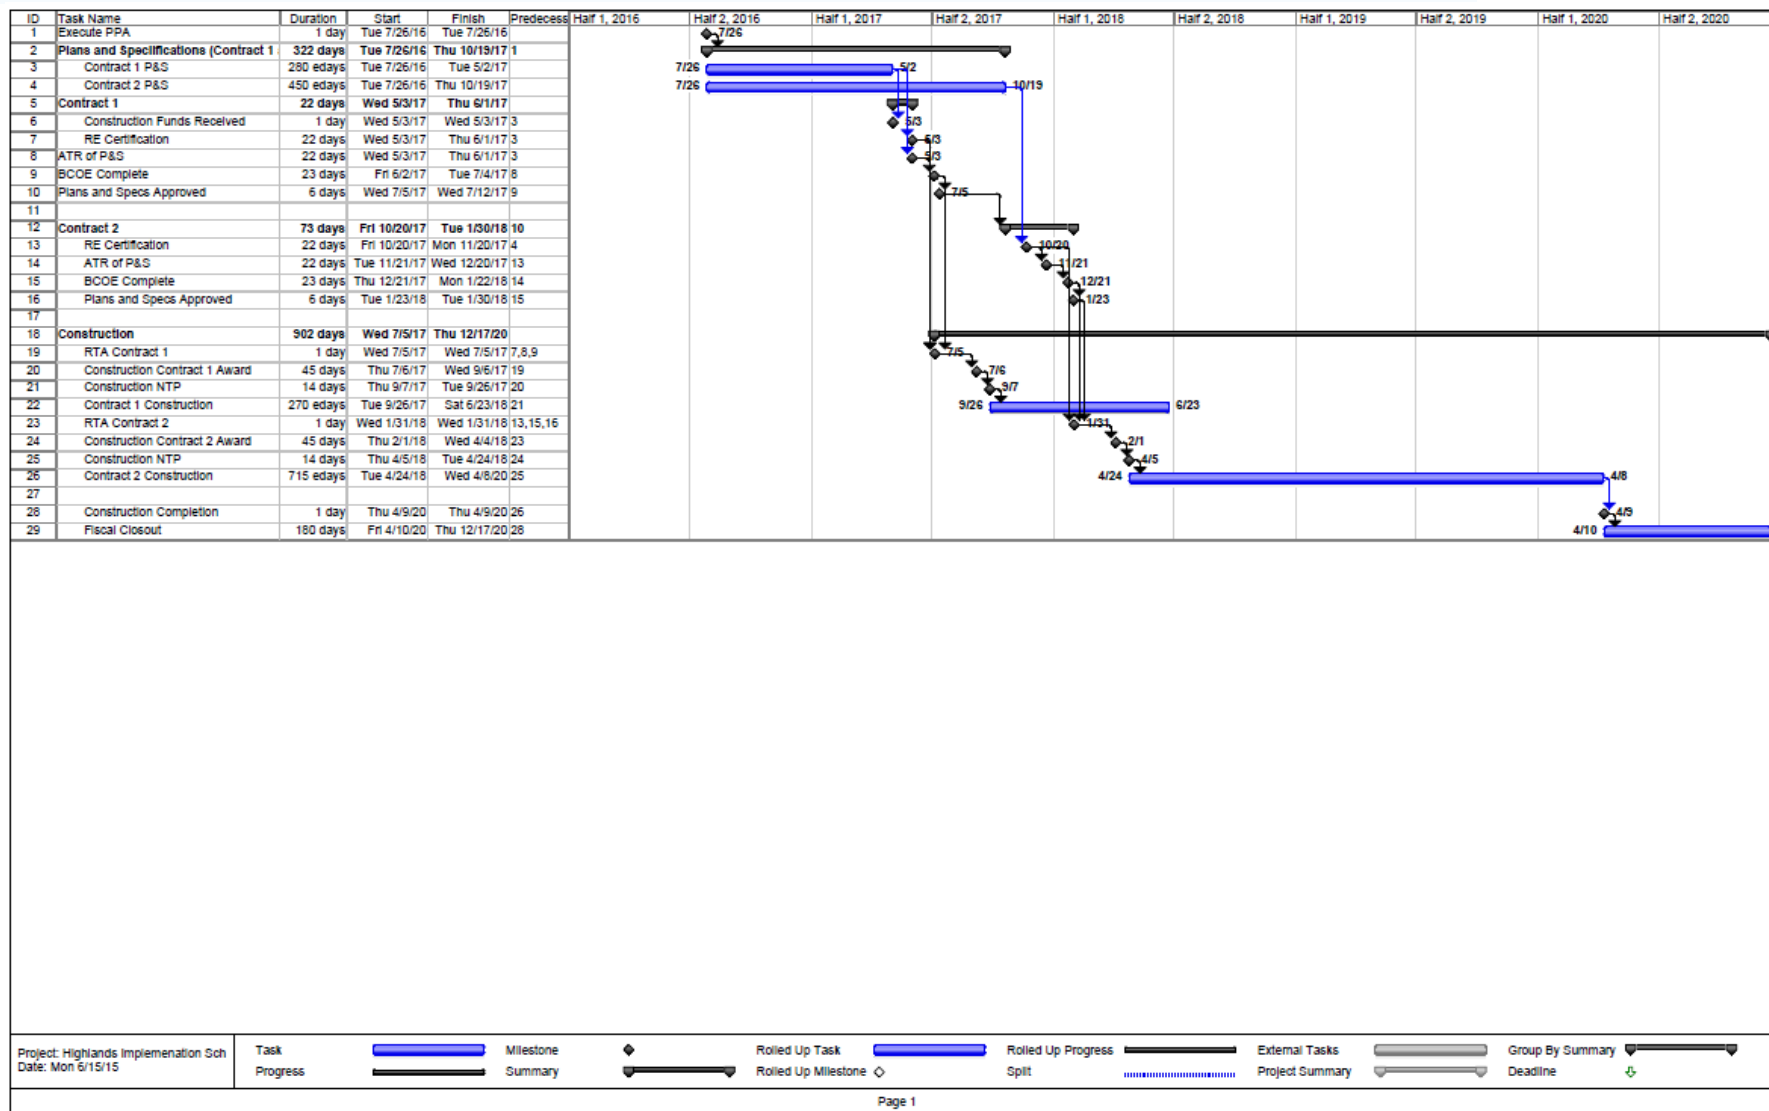 ID Task Name Duration Start Finish Predecess Half 1, 2016 Half 2, 2016 Half 1, 2017 Half 2, 2017 Half 1, 2018 Half 2, 2018 Half 1, 2019 Half 2, 2019 Half 1, 2020 Half 2, 2020
1 Execute PPA 1 day Tue 7/26/16 Tue 7/26/16 7/26
2 Plans and Speciifications (Contract 1 322 days Tue 7/26/16 Thu 10/19/17 1
3 Contract 1 P&S 280 edays Tue 7/26/16 Tue 5/2/17 7/26 5/2
4 Contract 2 P&S 450 edays Tue 7/26/16 Thu 10/19/17 7/26 10/19
5 Contract 1 22 days Wed 5/3/17 Thu 6/1/17
6 Construction Funds Received 1 day Wed 5/3/17 Wed 5/3/17 3 5/3
7 RE Certification 22 days Wed 5/3/17 Thu 6/1/17 3 5/3
8 ATR of P&S 22 days Wed 5/3/17 Thu 6/1/17 3 5/3
9 BCOE Complete 23 days Fri 6/2/17 Tue 7/4/17 8
10 Plans and Specs Approved 6 days Wed 7/5/17 Wed 7/12/17 9 7/5
11
12 Contract 2 73 days Fri 10/20/17 Tue 1/30/18 10
13 RE Certification 22 days Fri 10/20/17 Mon 11/20/17 4 10/20
14 ATR of P&S 22 days Tue 11/21/17 Wed 12/20/17 13 11/21
15 BCOE Complete 23 days Thu 12/21/17 Mon 1/22/18 14 12/21
16 Plans and Specs Approved 6 days Tue 1/23/18 Tue 1/30/18 15 1/23
17
18 Construction 902 days Wed 7/5/17 Thu 12/17/20
19 RTA Contract 1 1 day Wed 7/5/17 Wed 7/5/17 7,8,9 7/5
20 Construction Contract 1 Award 45 days Thu 7/6/17 Wed 9/6/17 19 7/6
21 Construction NTP 14 days Thu 9/7/17 Tue 9/26/17 20 9/7
22 Contract 1 Construction 270 edays Tue 9/26/17 Sat 6/23/18 21 9/26 6/23
23 RTA Contract 2 1 day Wed 1/31/18 Wed 1/31/18 13,15,16 1/31
24 Construction Contract 2 Award 45 days Thu 2/1/18 Wed 4/4/18 23 2/1
25 Construction NTP 14 days Thu 4/5/18 Tue 4/24/18 24 4/5
26 Contract 2 Construction 715 edays Tue 4/24/18 Wed 4/8/20 25 4/24 4/8
27
28 Construction Completion 1 day Thu 4/9/20 Thu 4/9/20 26 4/9
29 Fiscal Closout 180 days Fri 4/10/20 Thu 12/17/20 28 4/10
Project: Highlands Implemenation Sch
Date: Mon 6/15/15
Task Milestone Rolled Up Task Rolled Up Progress External Tasks Group By Summary
Progress Summary Rolled Up Milestone Split Project Summary Deadline
Page 1